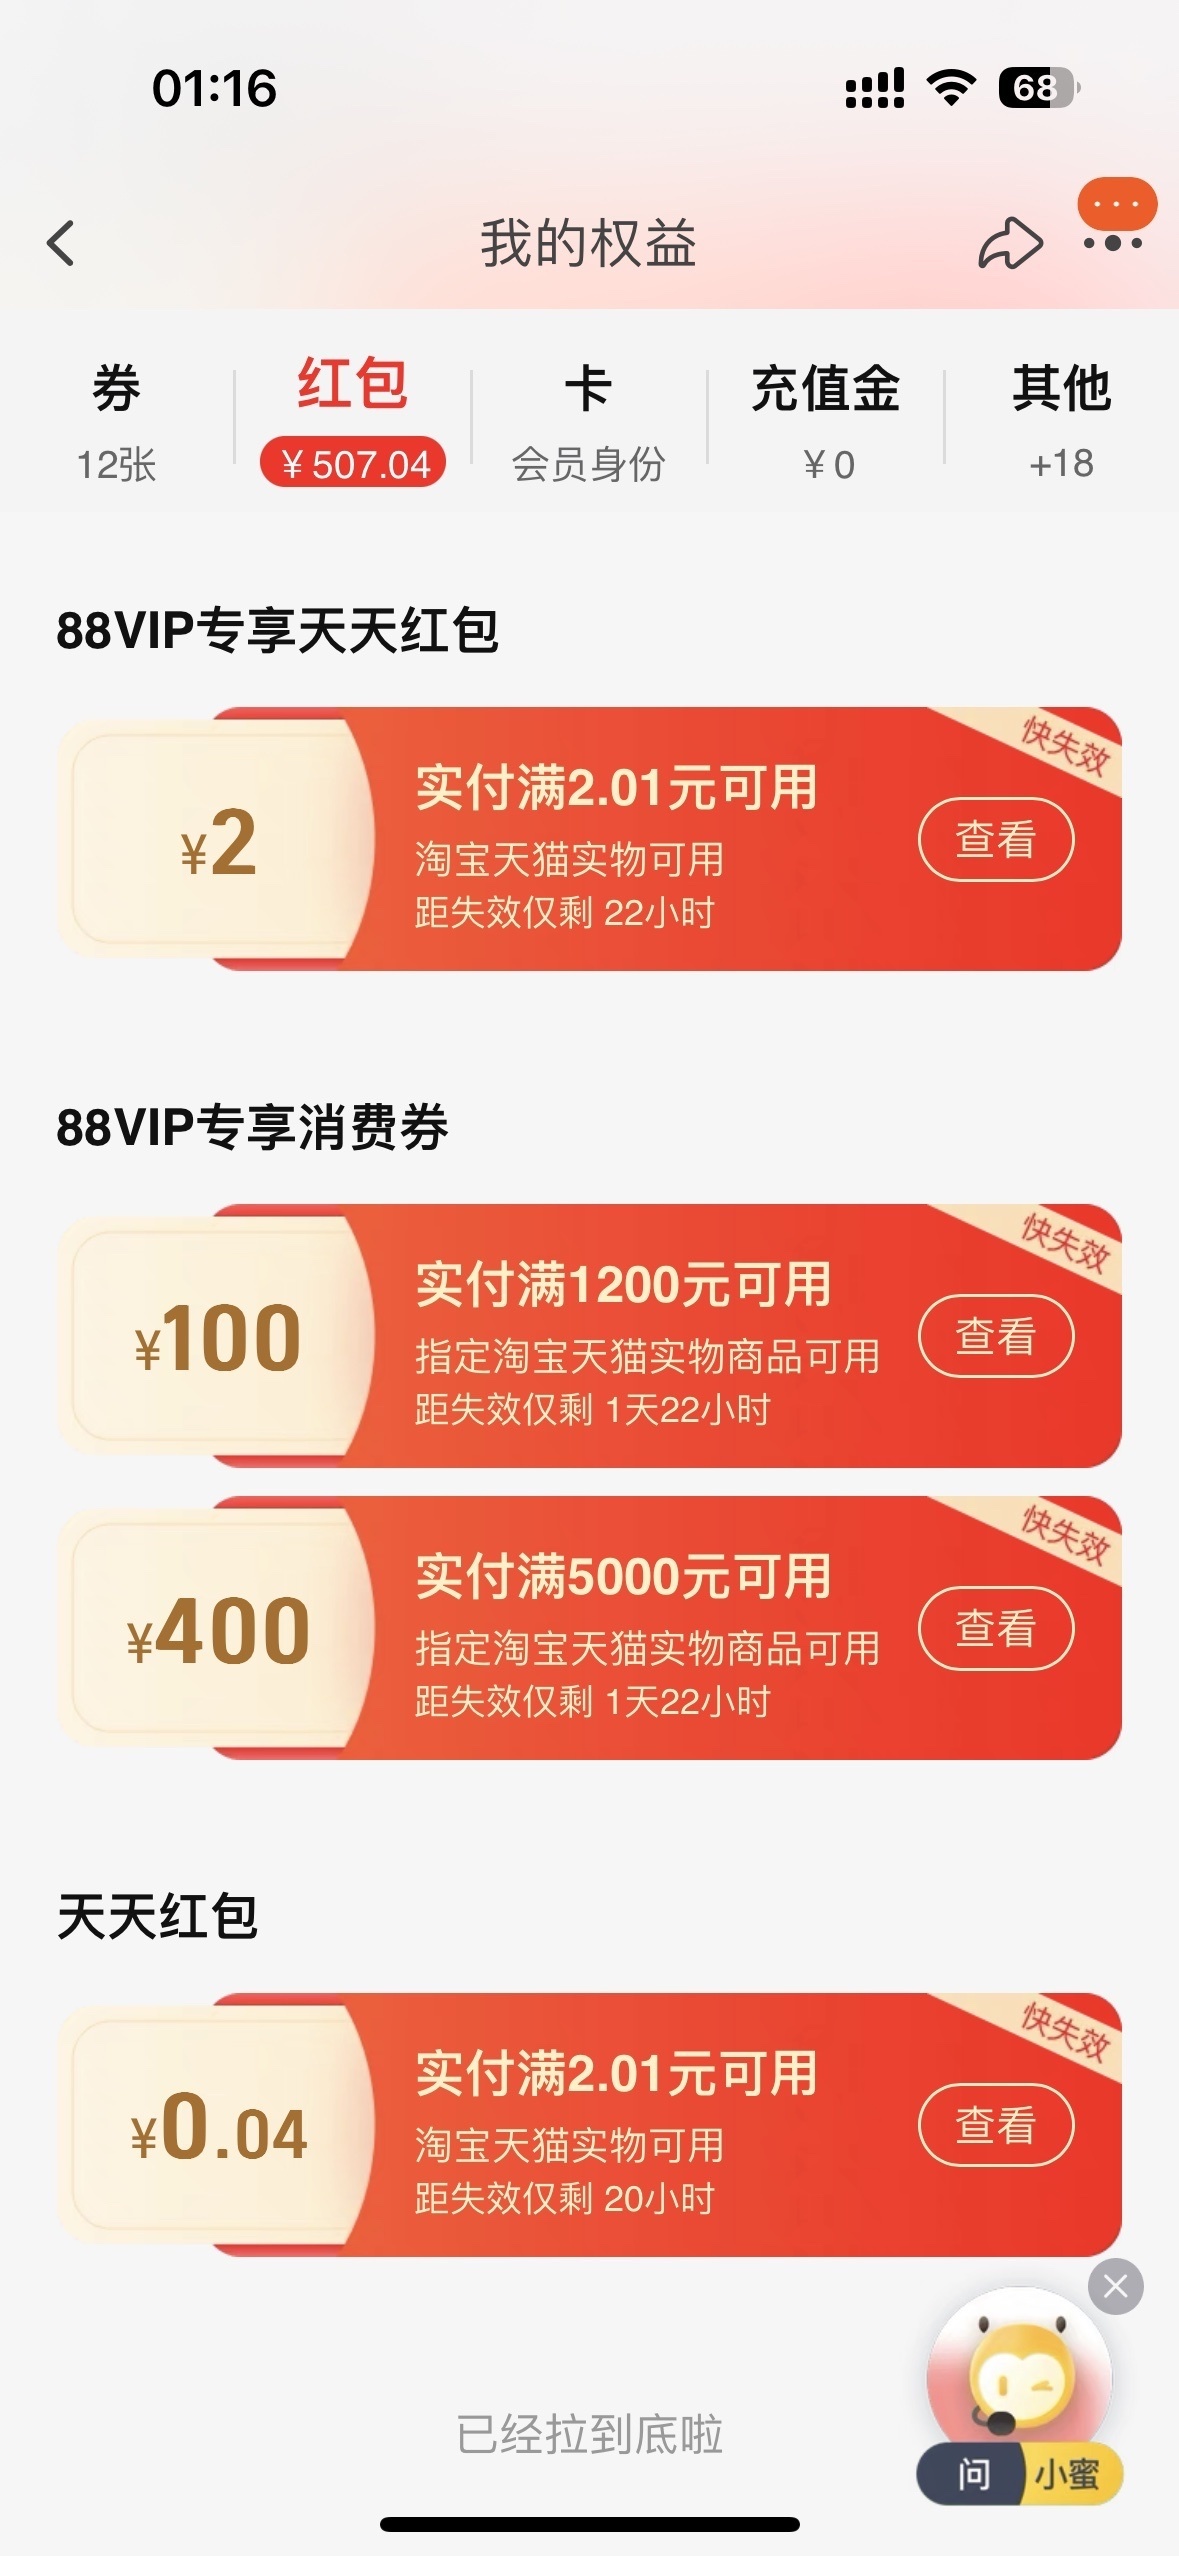 01:16
68
我的权益
券
红包
卡
充值金
其他
12张
¥507.04
会员身份
¥0
+18
88VIP专享天天红包
快失效
¥2
实付满2.01元可用
淘宝天猫实物可用
距失效仅剩 22小时
查看
88VIP专享消费券
快失效
¥100
实付满1200元可用
指定淘宝天猫实物商品可用
距失效仅剩 1天22小时
查看
快失效
¥400
实付满5000元可用
指定淘宝天猫实物商品可用
距失效仅剩 1天22小时
查看
天天红包
快失效
¥0.04
实付满2.01元可用
淘宝天猫实物可用
距失效仅剩 20小时
查看
已经拉到底啦
问 小蜜